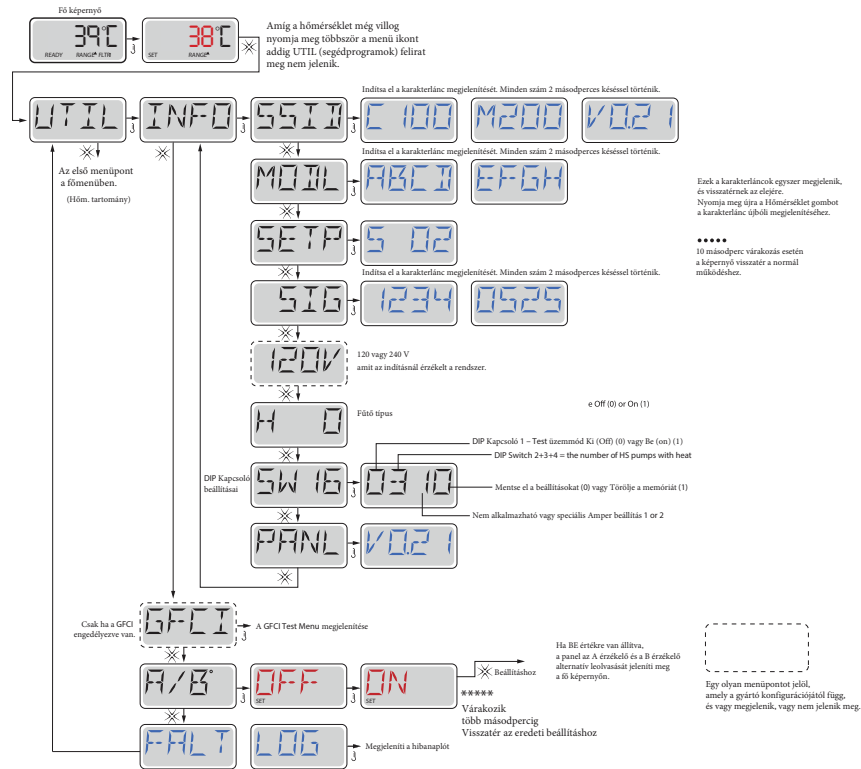 Fő képernyő
39°C
READY RANGE▲ FLTRI
38°C
SET RANGE▲
Amíg a hőmérséklet még villog
nyomja meg többször a menü ikont
addig UTIL (segédprogramok) felirat
meg nem jelenik.
Indítsa el a karakterlánc megjelenítését. Minden szám 2 másodperces késéssel történik.
UTIL
INFO
SSID
C 100
M200
V0.21
Az első menüpont
a főmenüben.
(Hőm. tartomány)
Indítsa el a karakterlánc megjelenítését. Minden szám 2 másodperces késéssel történik.
MODL
ABCD
EFGH
Ezek a karakterláncok egyszer megjelenik,
és visszatérnek az elejére.
Nyomja meg újra a Hőmérséklet gombot
a karakterlánc újbóli megjelenítéséhez.
•••••
10 másodperc várakozás esetén
a képernyő visszatér a normál
működéshez.
SETP
S 02
Indítsa el a karakterlánc megjelenítését. Minden szám 2 másodperces késéssel történik.
SIG
1234
0525
120V
120 vagy 240 V
amit az indításnál érzékelt a rendszer.
H 0
Fűtő típus
e Off (0) or On (1)
DIP Kapcsoló 1 – Test üzemmód Ki (Off) (0) vagy Be (on) (1)
DIP Switch 2+3+4 = the number of HS pumps with heat
DIP Kapcsoló
beállításai
SW 16
0310
Mentse el a beállításokat (0) vagy Törölje a memóriát (1)
Nem alkalmazható vagy speciális Amper beállítás 1 or 2
PANL
V0.21
Csak ha a GFCI
engedélyezve van.
GFCI
A GFCI Test Menu megjelenítése
A/B°
OFF
SET
ON
SET
Beállításhoz
Ha BE értékre van állítva,
a panel az A érzékelő és a B érzékelő
alternatív leolvasását jeleníti meg
a fő képernyőn.
*****
Várakozik
több másodpercig
Visszatér az eredeti beállításhoz
Egy olyan menüpontot jelöl,
amely a gyártó konfigurációjától függ,
és vagy megjelenik, vagy nem jelenik meg.
FALT
LOG
Megjeleníti a hibanaplót